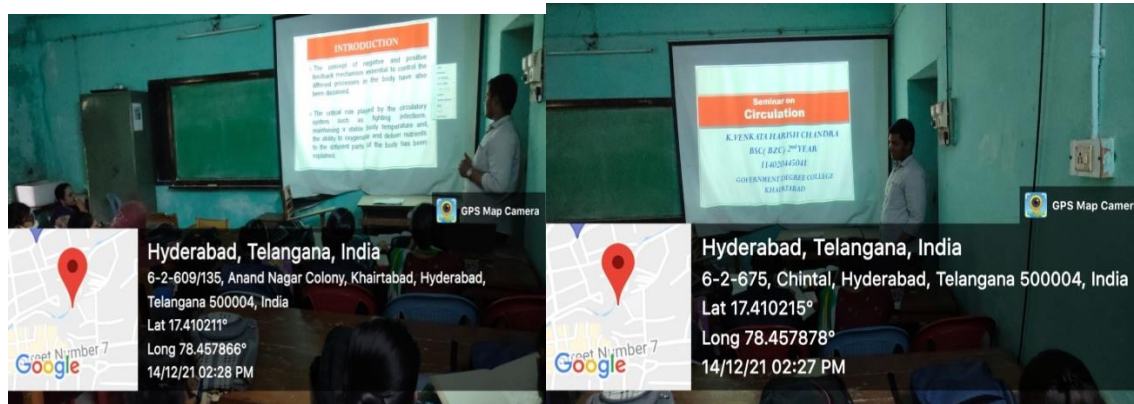 INTRODUCTION
The concept of negative and positive
feedback mechanism essential to control the
different processes in the body have also
been discussed.
The critical role played by the circulatory
system such as fighting infections,
maintaining a stable body temperature and,
the ability to oxygenate and deliver nutrients
to the different parts of the body has been
explained.
GPS Map Camera
Hyderabad, Telangana, India
6-2-609/135, Anand Nagar Colony, Khairtabad, Hyderabad,
Telangana 500004, India
Lat 17.410211°
Long 78.457866°
14/12/21 02:28 PM
Street Number 7
Google
Seminar on
Circulation
K.VENKATA HARISH CHANDRA
BSC( BZC) 2nd YEAR
GOVERNMENT DEGREE COLLEGE
KHAIRTABAD
GPS Map Camer
Hyderabad, Telangana, India
6-2-675, Chintal, Hyderabad, Telangana 500004, India
Lat 17.410215°
Long 78.457878°
14/12/21 02:27 PM
Street Number 7
Google